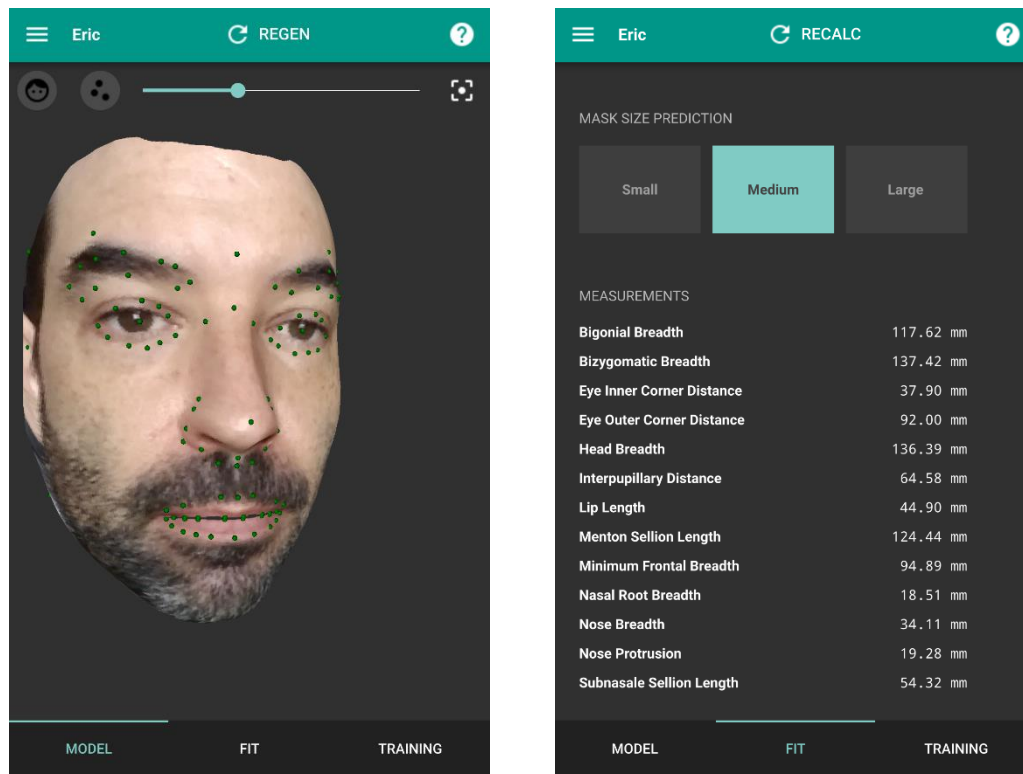 Eric
REGEN
?
MODEL
FIT
TRAINING
Eric
RECALC
?
MASK SIZE PREDICTION
Small
Medium
Large
MEASUREMENTS
Bigonial Breadth 117.62 mm
Bizygomatic Breadth 137.42 mm
Eye Inner Corner Distance 37.90 mm
Eye Outer Corner Distance 92.00 mm
Head Breadth 136.39 mm
Interpupillary Distance 64.58 mm
Lip Length 44.90 mm
Menton Sellion Length 124.44 mm
Minimum Frontal Breadth 94.89 mm
Nasal Root Breadth 18.51 mm
Nose Breadth 34.11 mm
Nose Protrusion 19.28 mm
Subnasale Sellion Length 54.32 mm
MODEL
FIT
TRAINING